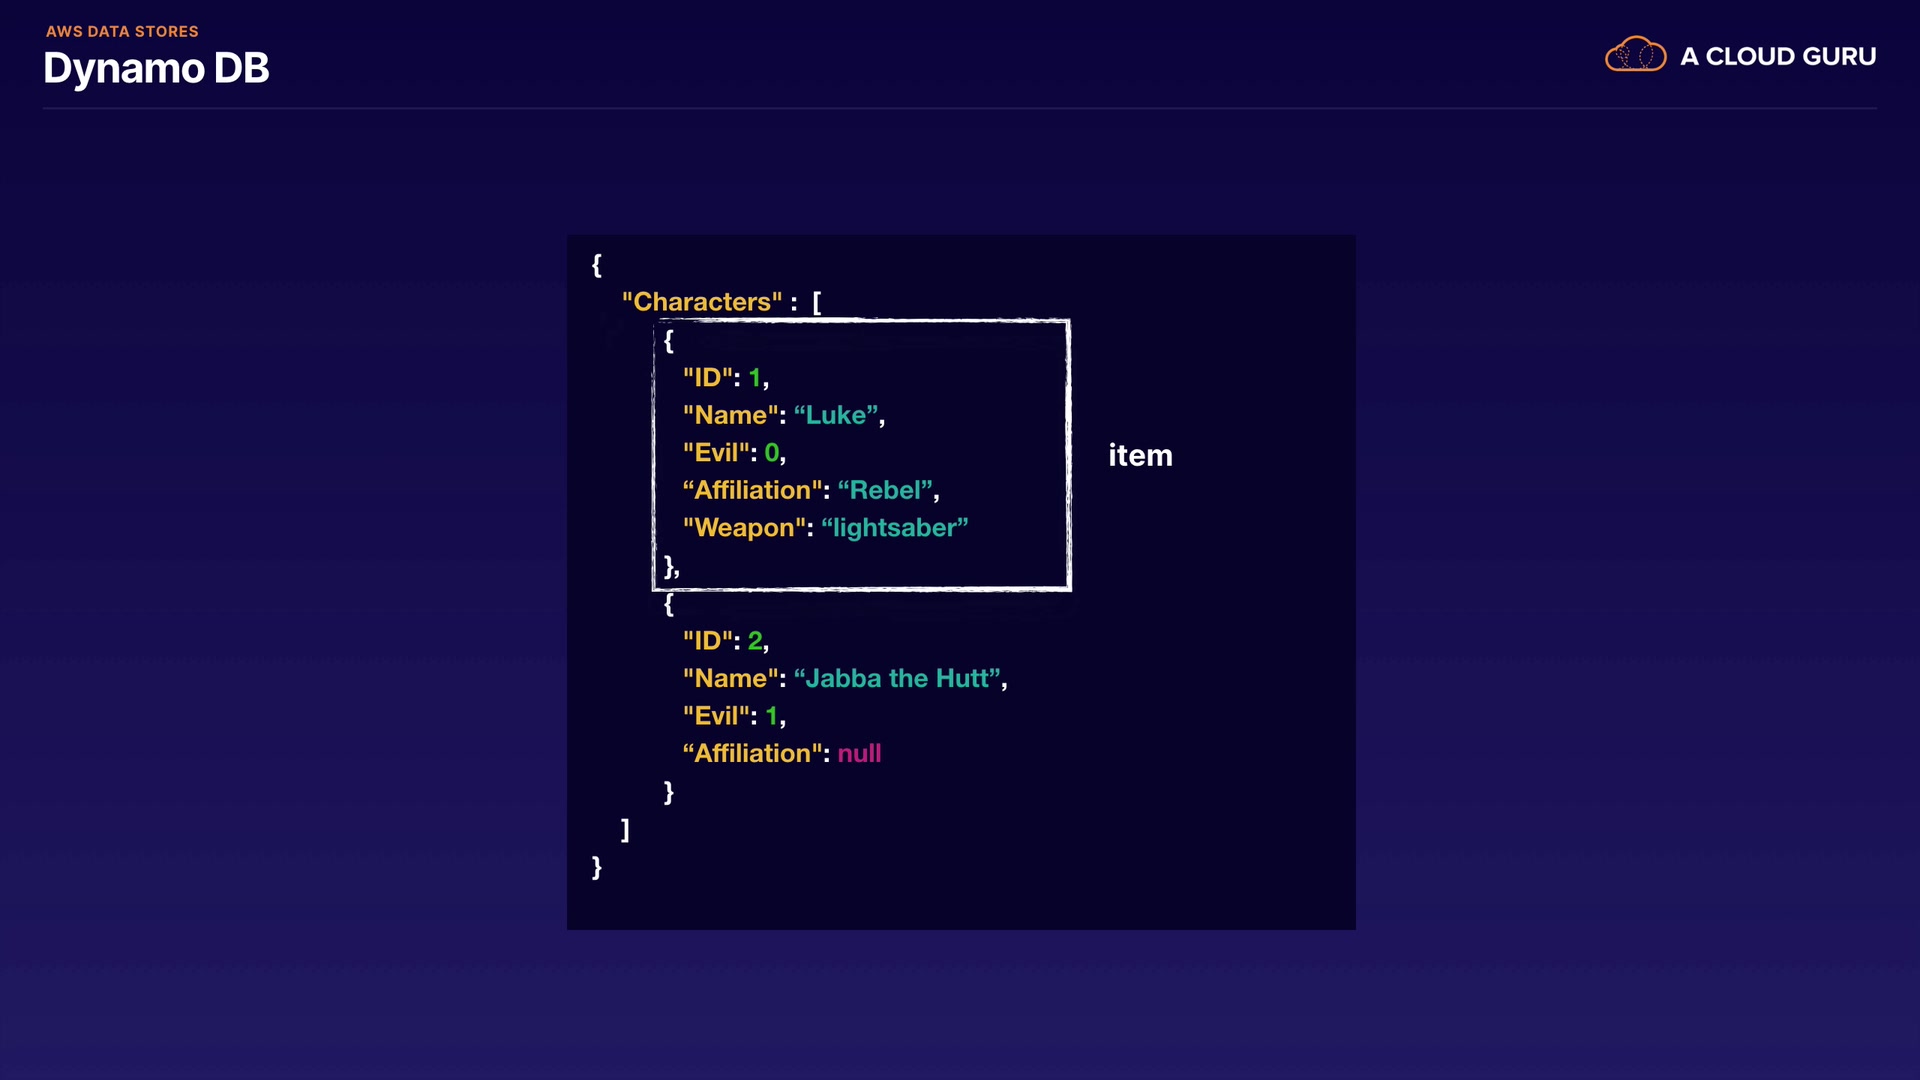 AWS DATA STORES
Dynamo DB
A CLOUD GURU
{
"Characters" : [
{
"ID": 1,
"Name": “Luke”,
"Evil": 0,
“Affiliation": “Rebel”,
"Weapon": “lightsaber”
},
item
{
"ID": 2,
"Name": “Jabba the Hutt”,
"Evil": 1,
“Affiliation": null
}
]
}